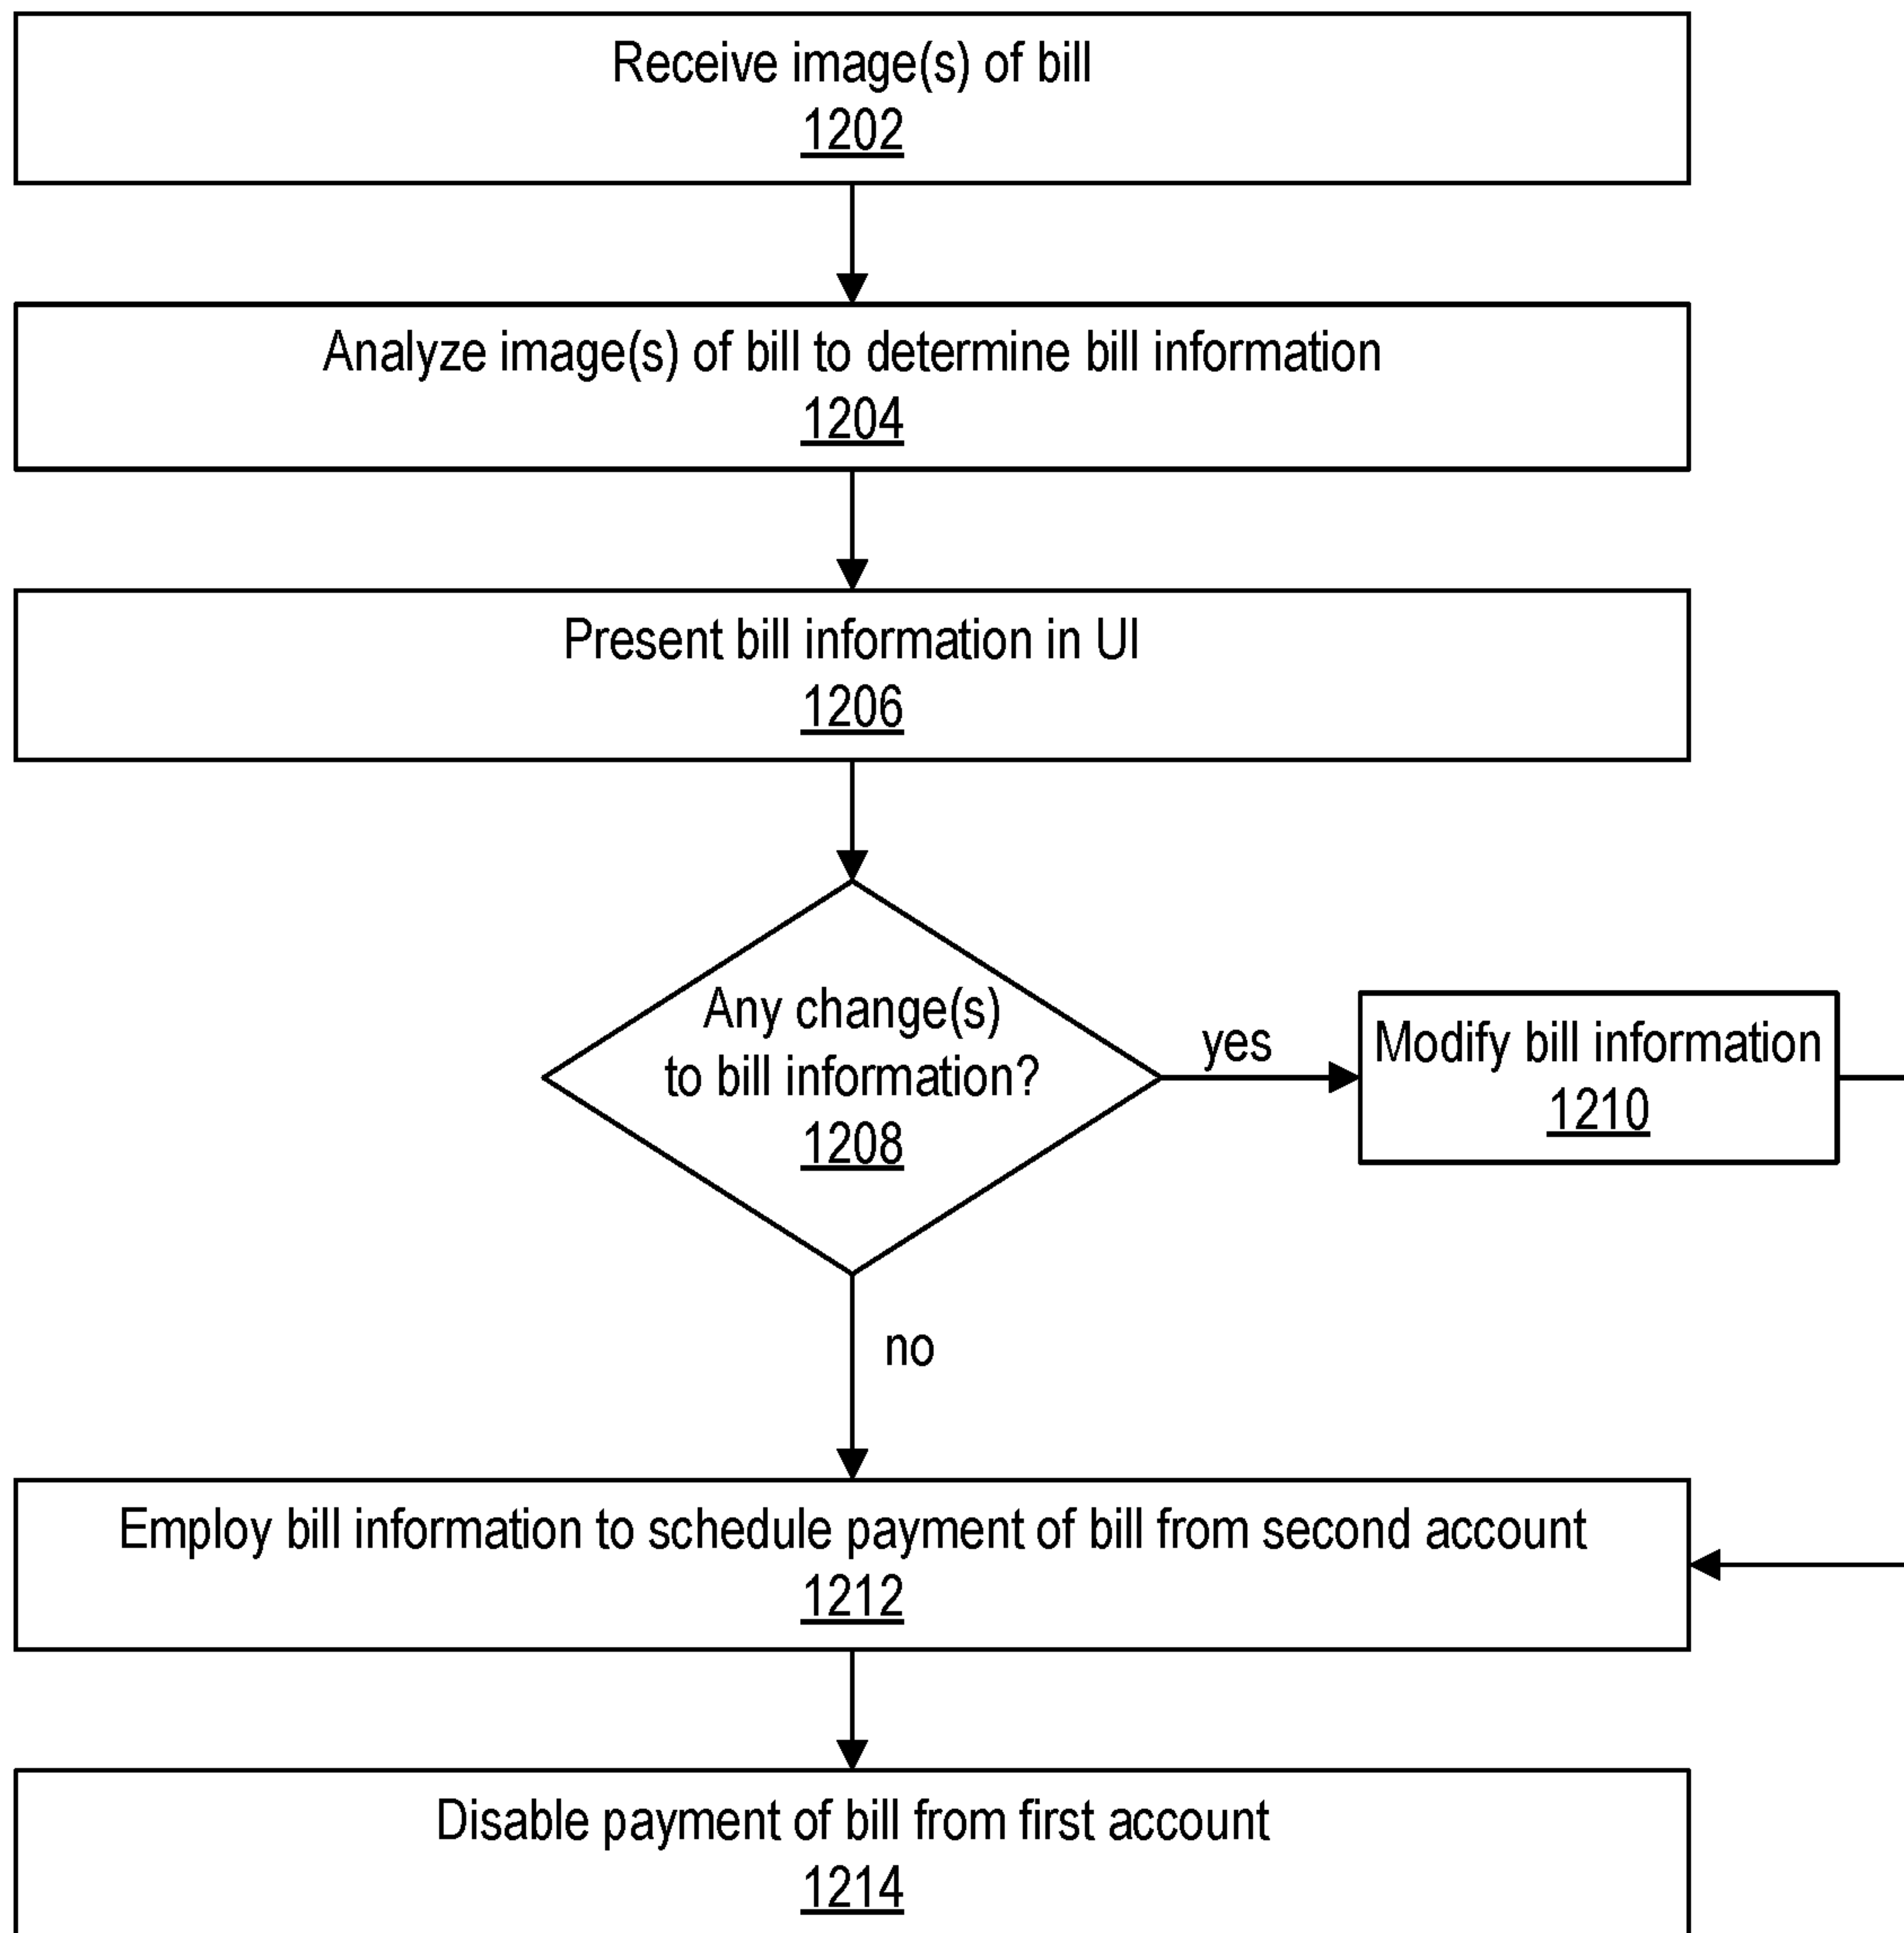 Receive image(s) of bill
1202
Analyze image(s) of bill to determine bill information
1204
Present bill information in UI
1206
Any change(s)
to bill information?
1208
yes
Modify bill information
1210
no
Employ bill information to schedule payment of bill from second account
1212
Disable payment of bill from first account
1214